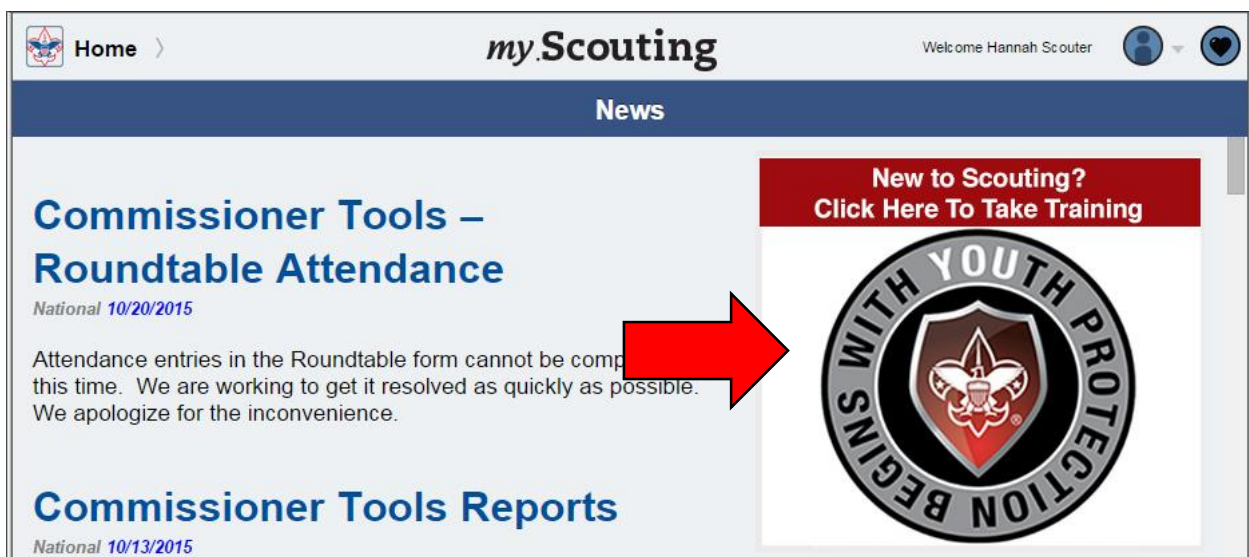 Home
my.Scouting
Welcome Hannah Scouter
News
Commissioner Tools –
Roundtable Attendance
National 10/20/2015
Attendance entries in the Roundtable form cannot be
this time. We are working to get it resolved as quickly as possible.
We apologize for the inconvenience.
Commissioner Tools Reports
National 10/13/2015
New to Scouting?
Click Here To Take Training
YOUTH PROTECTION BEGINS WITH